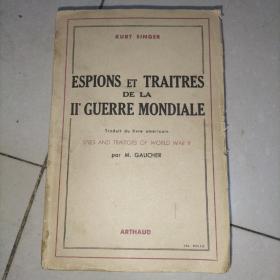 KURT SINGER
ESPIONS ET TRAITRES
DE LA
IIe GUERRE MONDIALE
Traduit du livre américain
SPIES AND TRAITORS OF WORLD WAR II
par M. GAUCHER
ARTHAUD